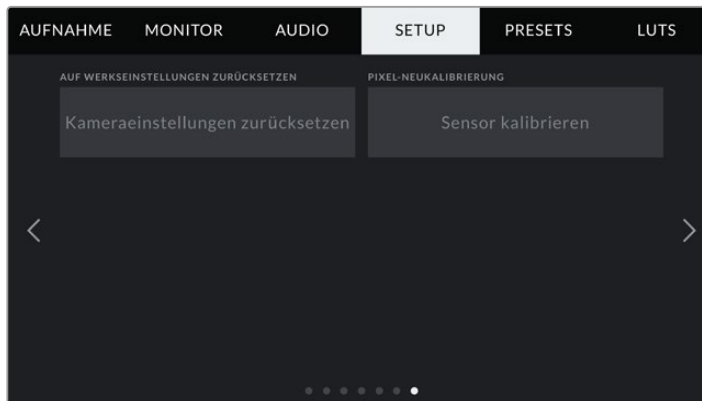 AUFNAHME MONITOR AUDIO SETUP PRESETS LUTS
AUF WERKSEINSTELLUNGEN ZURÜCKSETZEN PIXEL-NEUKALIBRIERUNG
Kameraeinstellungen zurücksetzen Sensor kalibrieren